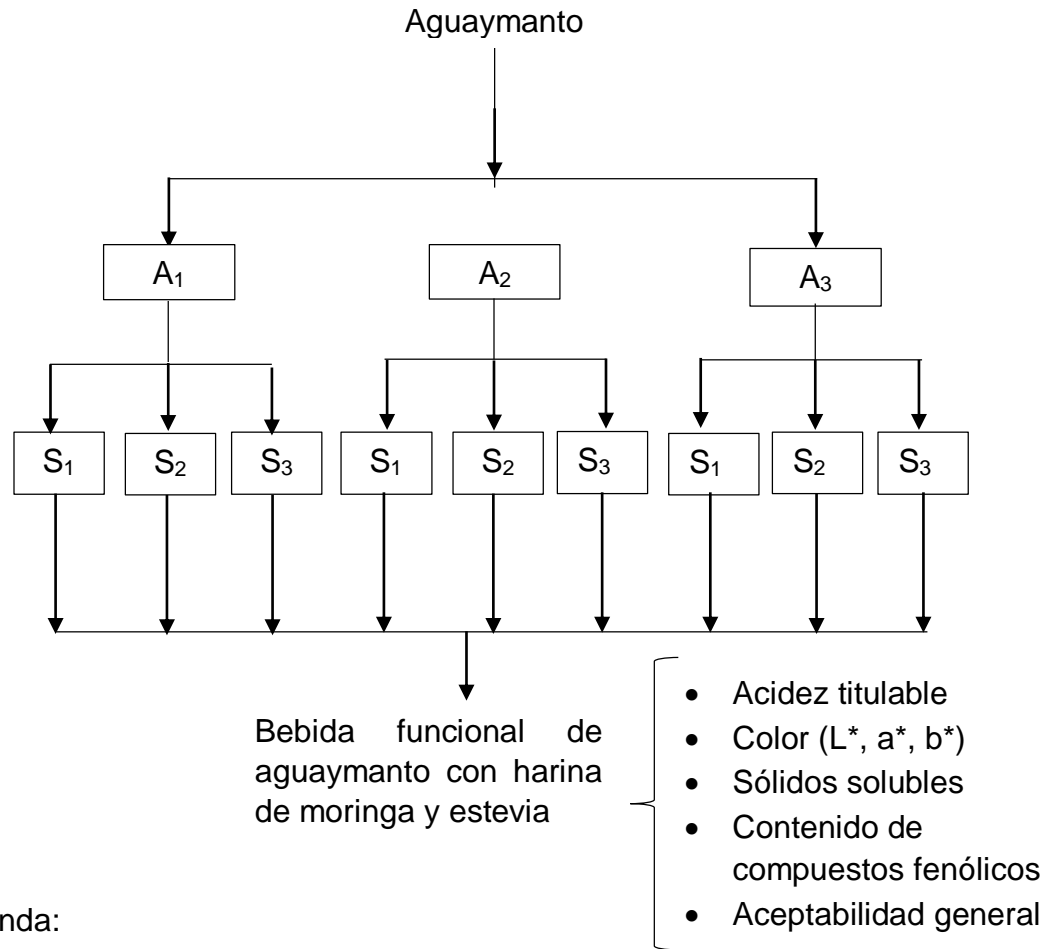 Aguaymanto
A₁ A₂ A₃
S₁ S₂ S₃ S₁ S₂ S₃ S₁ S₂ S₃
Bebida funcional de
aguaymanto con harina
de moringa y estevia
• Acidez titulable
• Color (L*, a*, b*)
• Sólidos solubles
• Contenido de
compuestos fenólicos
• Aceptabilidad general
nda: